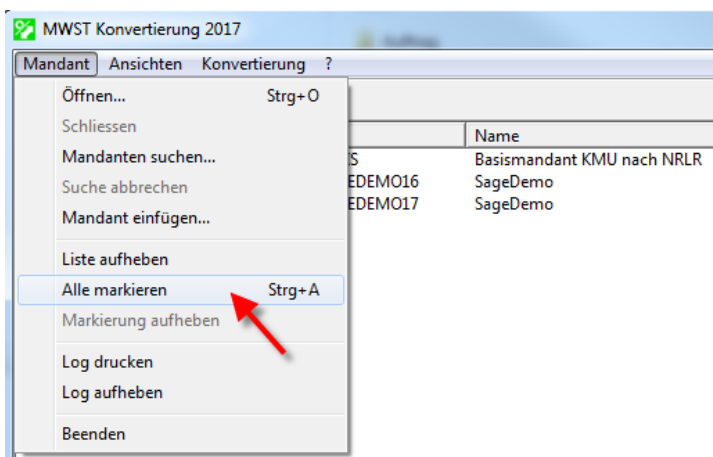 MWST Konvertierung 2017
Mandant Ansichten Konvertierung ?
Öffnen... Strg+O
Schliessen
Mandanten suchen...
Suche abbrechen
Mandant einfügen...
Liste aufheben
Alle markieren Strg+A
Markierung aufheben
Log drucken
Log aufheben
Beenden
Name
S Basismandant KMU nach NRLR
EDEMO16 SageDemo
EDEMO17 SageDemo